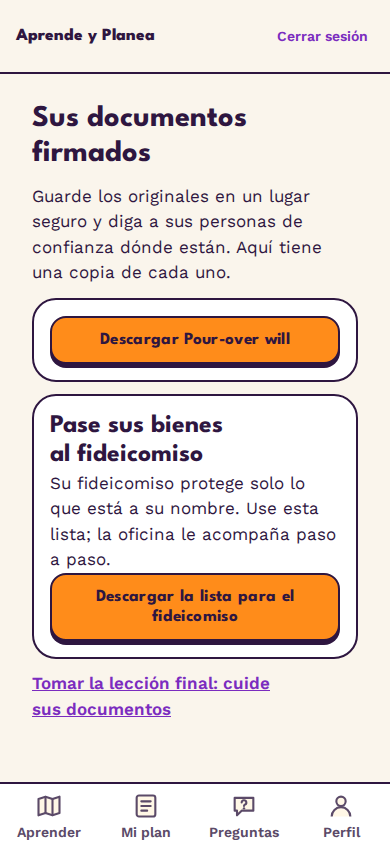 Aprende y Planea
Cerrar sesión
Sus documentos
firmados
Guarde los originales en un lugar
seguro y diga a sus personas de
confianza dónde están. Aquí tiene
una copia de cada uno.
Descargar Pour-over will
Pase sus bienes
al fideicomiso
Su fideicomiso protege solo lo
que está a su nombre. Use esta
lista; la oficina le acompaña paso
a paso.
Descargar la lista para el
fideicomiso
Tomar la lección final: cuide
sus documentos
Aprender
Mi plan
Preguntas
Perfil